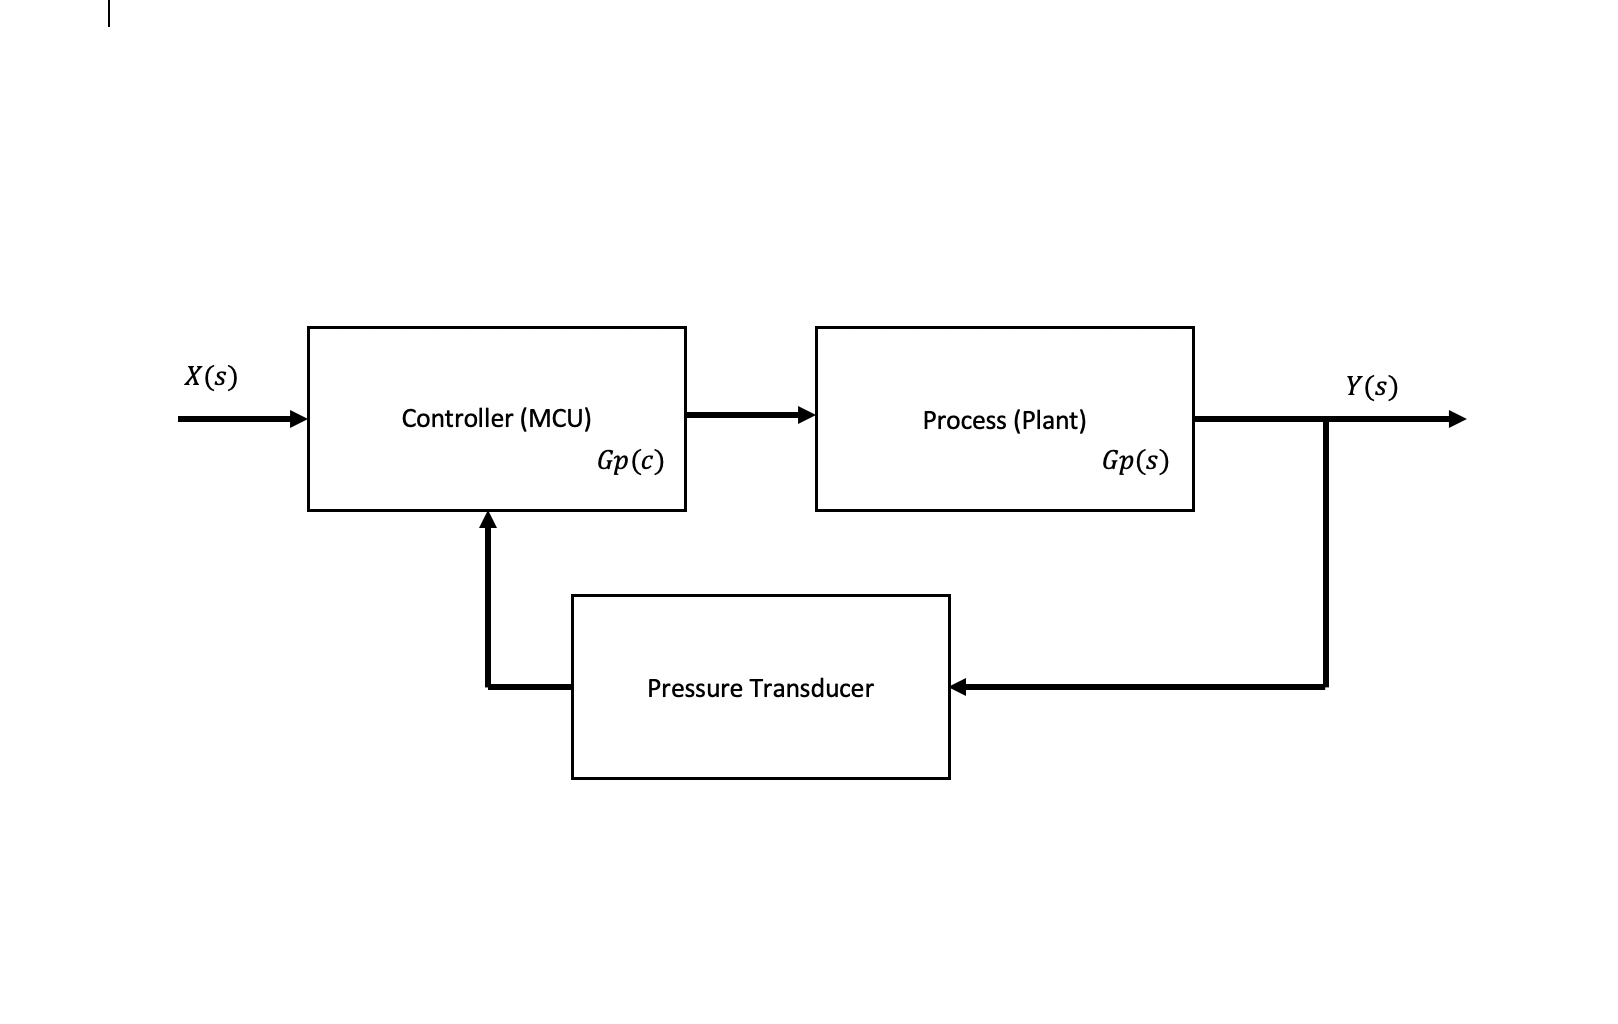 X(s)
Controller (MCU)
Gp(c)
Process (Plant)
Gp(s)
Y(s)
Pressure Transducer